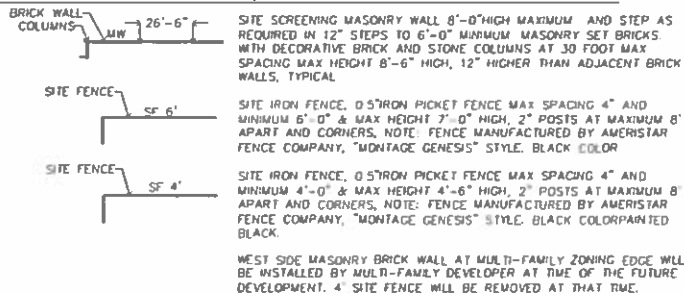 BRICK WALL
COLUMNS
26'-6"
MW
SITE SCREENING MASONRY WALL 8'-0"HIGH MAXIMUM AND STEP AS
REQUIRED IN 12" STEPS TO 6'-0" MINIMUM MASONRY SET BRICKS.
WITH DECORATIVE BRICK AND STONE COLUMNS AT 30 FOOT MAX
SPACING MAX HEIGHT 8'-6" HIGH, 12" HIGHER THAN ADJACENT BRICK
WALLS, TYPICAL
SITE FENCE
SF 6'
SITE IRON FENCE, 0.5"IRON PICKET FENCE MAX SPACING 4" AND
MINIMUM 6'-0" & MAX HEIGHT 7'-0" HIGH, 2" POSTS AT MAXIMUM 8'
APART AND CORNERS, NOTE: FENCE MANUFACTURED BY AMERISTAR
FENCE COMPANY, "MONTAGE GENESIS" STYLE. BLACK COLOR
SITE FENCE
SF 4'
SITE IRON FENCE, 0.5"IRON PICKET FENCE MAX SPACING 4" AND
MINIMUM 4'-0" & MAX HEIGHT 4'-6" HIGH, 2" POSTS AT MAXIMUM 8'
APART AND CORNERS, NOTE: FENCE MANUFACTURED BY AMERISTAR
FENCE COMPANY, "MONTAGE GENESIS" STYLE. BLACK COLORPAINTED
BLACK.
WEST SIDE MASONRY BRICK WALL AT MULTI-FAMILY ZONING EDGE WILL
BE INSTALLED BY MULTI-FAMILY DEVELOPER AT TIME OF THE FUTURE
DEVELOPMENT. 4' SITE FENCE WILL BE REMOVED AT THAT TIME.